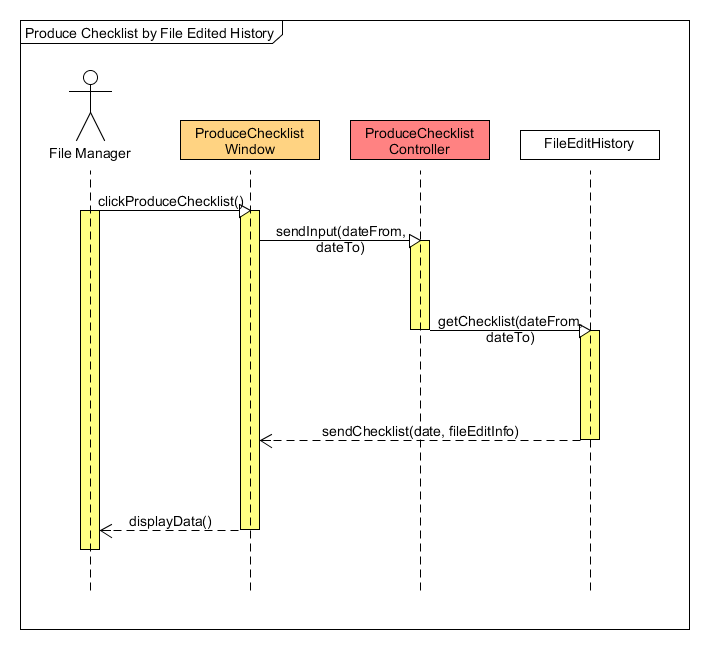 Produce Checklist by File Edited History
File Manager
ProduceChecklist
Window
ProduceChecklist
Controller
FileEditHistory
clickProduceChecklist()
sendInput(dateFrom,
dateTo)
getChecklist(dateFrom,
dateTo)
sendChecklist(date, fileEditInfo)
displayData()